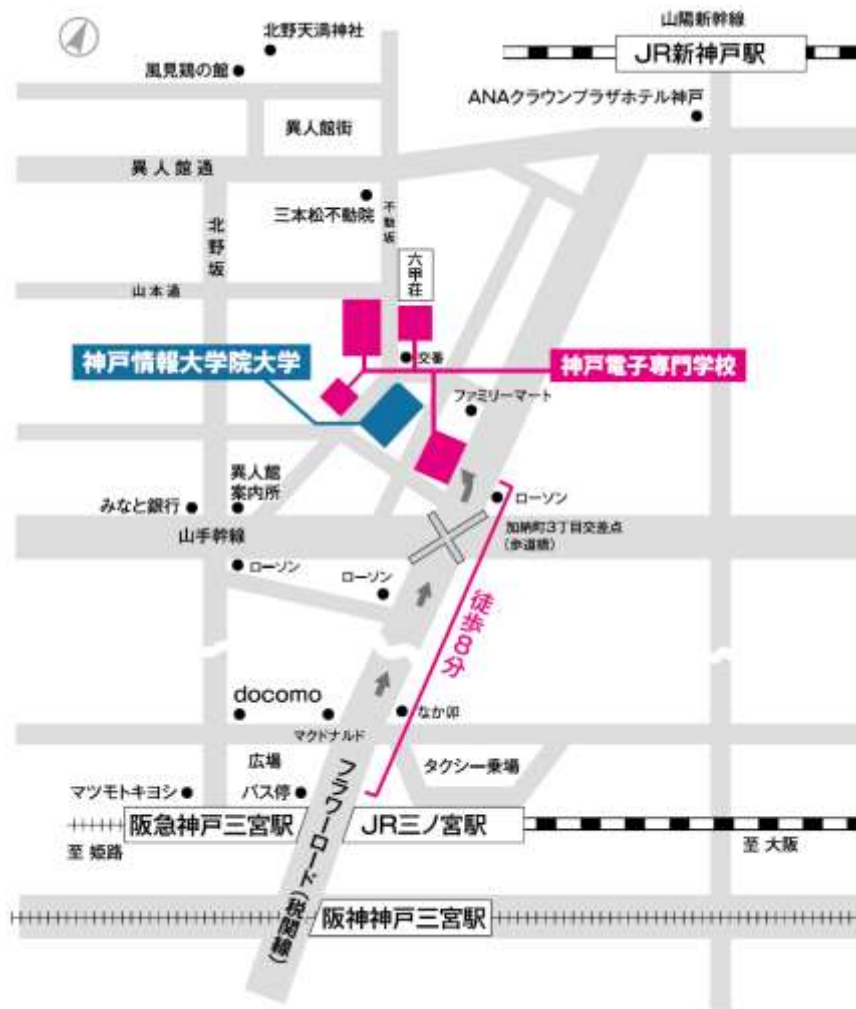 山陽新幹線
JR新神戸駅
北野天満神社
風見鶏の館
ANAクラウンプラザホテル神戸
異人館街
異人館通
三本松不動院
不動坂
北野坂
六甲荘
山本通
交番
神戸情報大学院大学
神戸電子専門学校
ファミリーマート
異人館
案内所
みなと銀行
ローソン
加納町3丁目交差点
(歩道橋)
山手幹線
ローソン
ローソン
徒歩8分
docomo
なか卯
マクドナルド
広場
タクシー乗場
マツモトキヨシ
バス停
フラワーロード(税関線)
阪急神戸三宮駅
JR三ノ宮駅
至 姫路
至 大阪
阪神神戸三宮駅